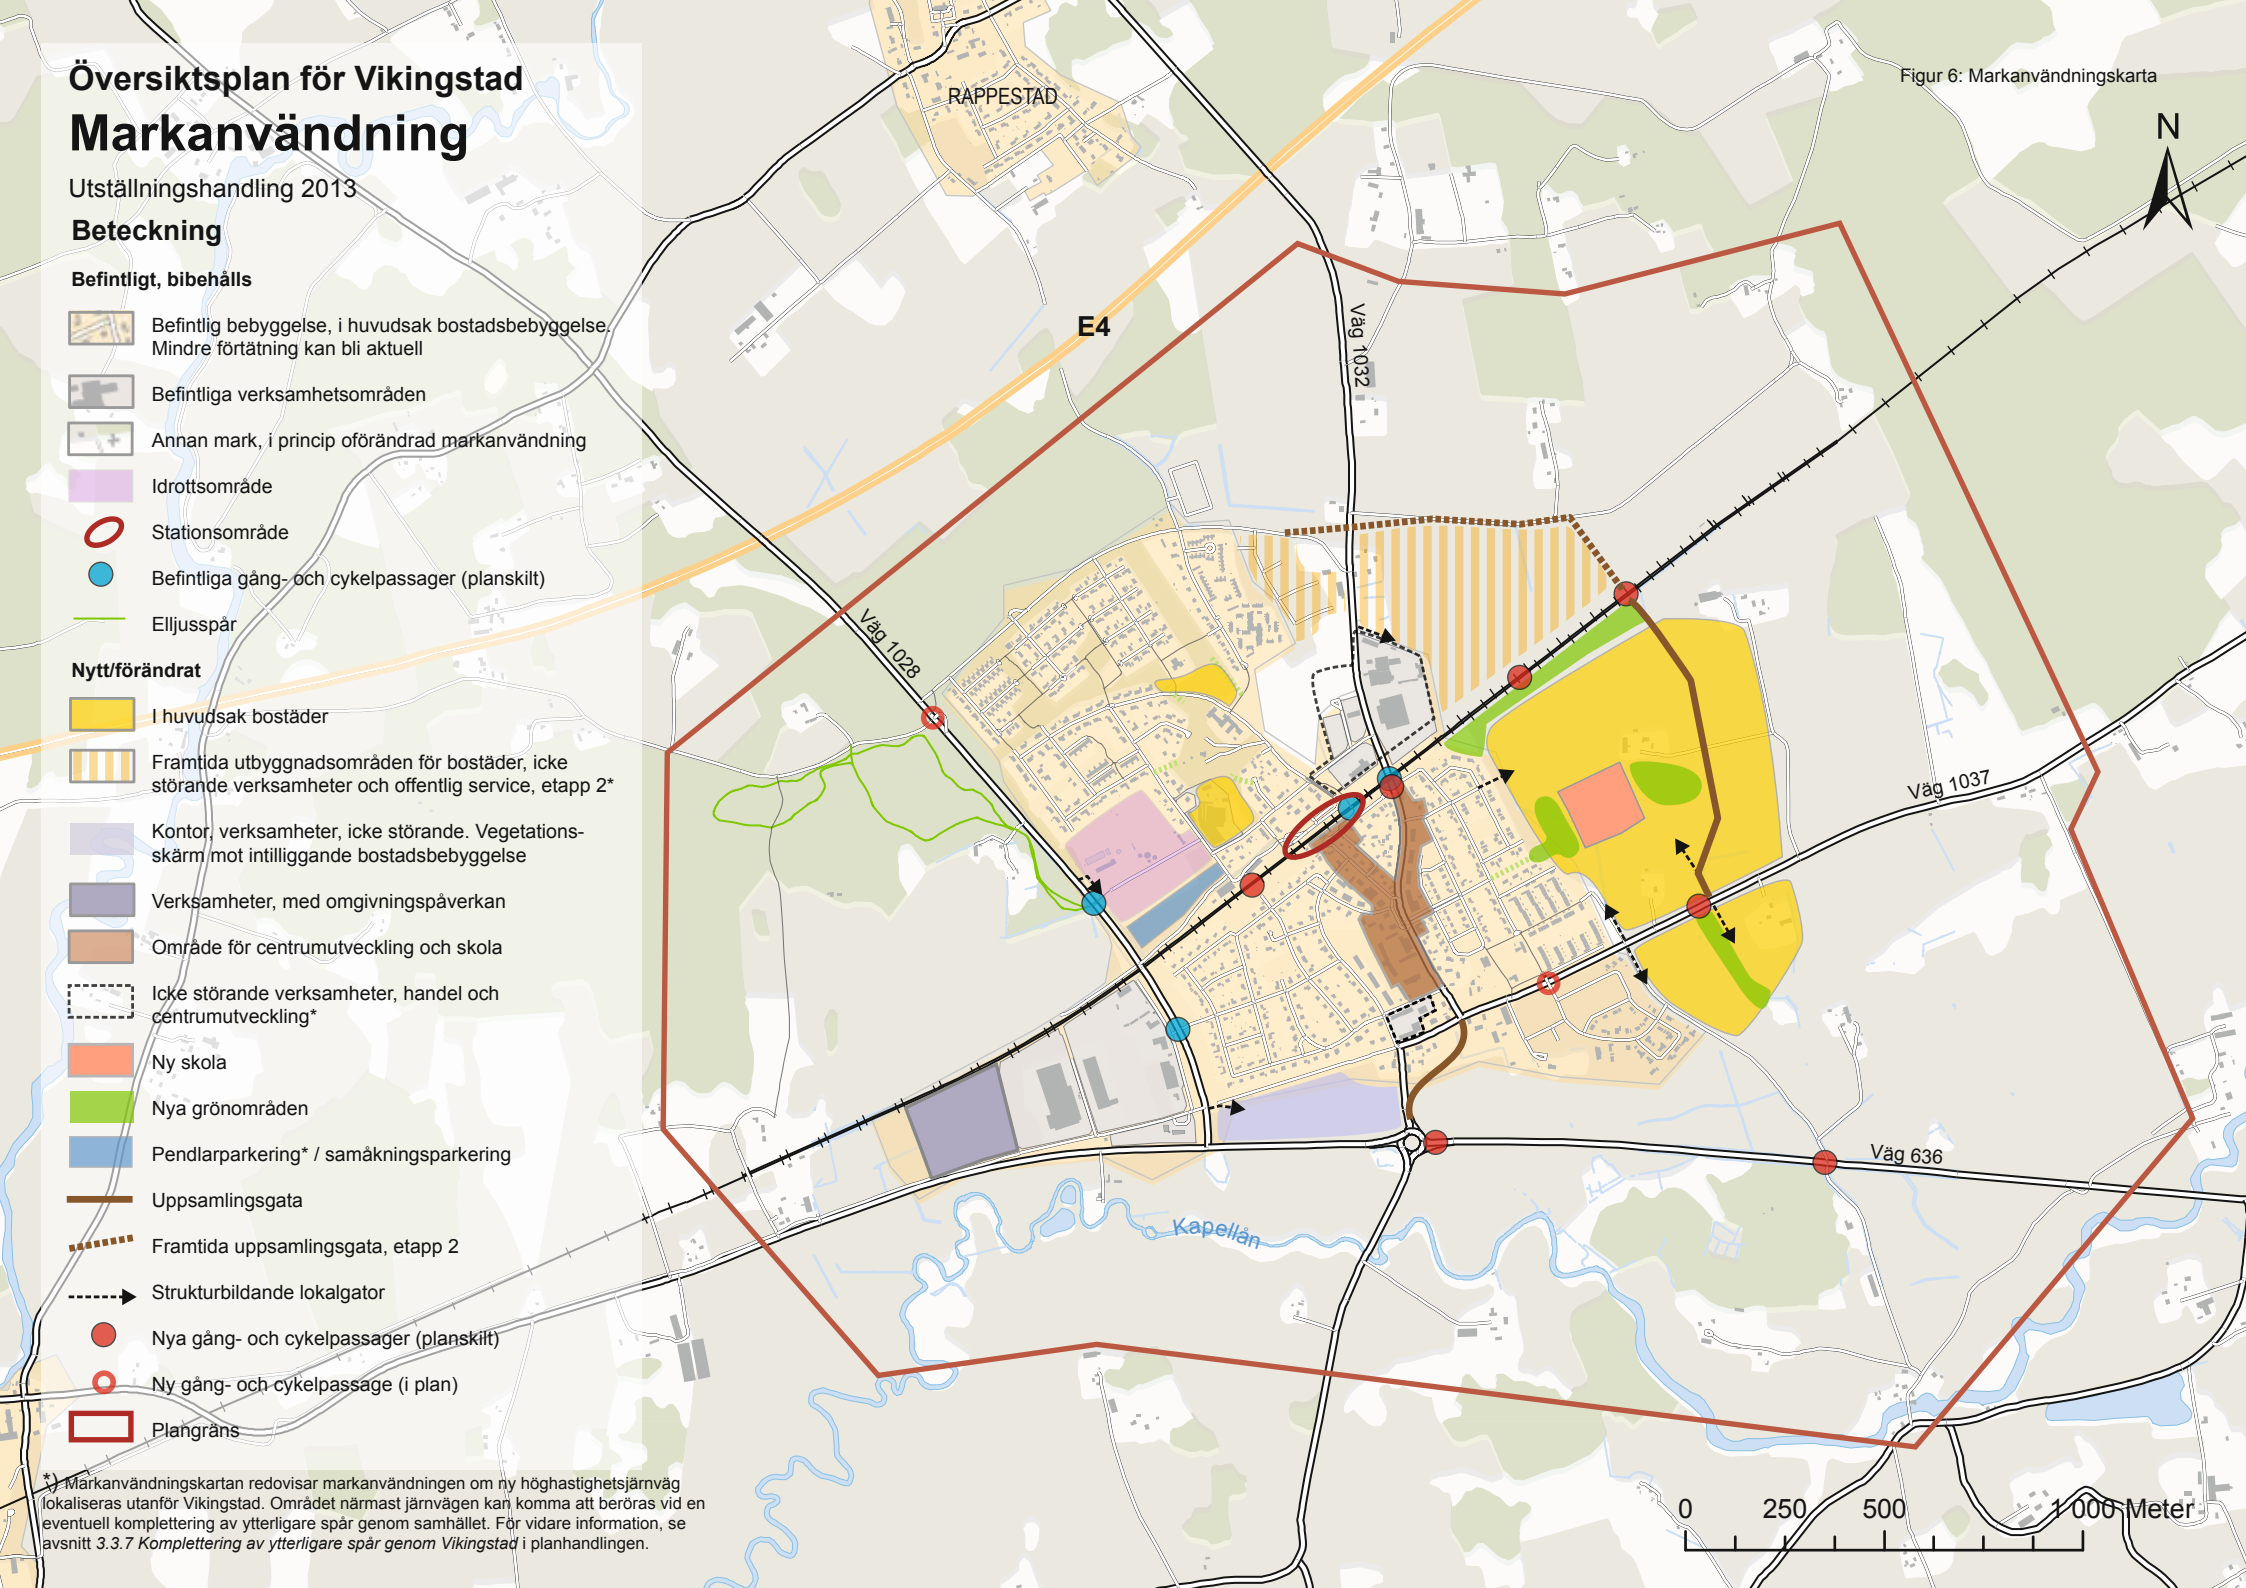 Översiktsplan för Vikingstad
Markanvändning
Utställningshandling 2013
Beteckning
Befintligt, bibehålls
Befintlig bebyggelse, i huvudsak bostadsbebyggelse.
Mindre förtätning kan bli aktuell
Befintliga verksamhetsområden
Annan mark, i princip oförändrad markanvändning
Idrottsområde
Stationsområde
Befintliga gång- och cykelpassager (planskilt)
Elljusspår
Nytt/förändrat
I huvudsak bostäder
Framtida utbyggnadsområden för bostäder, icke
störande verksamheter och offentlig service, etapp 2*
Kontor, verksamheter, icke störande. Vegetations-
skärm mot intilliggande bostadsbebyggelse
Verksamheter, med omgivningspåverkan
Område för centrumutveckling och skola
Icke störande verksamheter, handel och
centrumutveckling*
Ny skola
Nya grönområden
Pendlarparkering* / samåkningsparkering
Uppsamlingsgata
Framtida uppsamlingsgata, etapp 2
Strukturbildande lokalgator
Nya gång- och cykelpassager (planskilt)
Ny gång- och cykelpassage (i plan)
Plangräns
*) Markanvändningskartan redovisar markanvändningen om ny höghastighetsjärnväg
lokaliseras utanför Vikingstad. Området närmast järnvägen kan komma att beröras vid en
eventuell komplettering av ytterligare spår genom samhället. För vidare information, se
avsnitt 3.3.7 Komplettering av ytterligare spår genom Vikingstad i planhandlingen.
Figur 6: Markanvändningskarta
N
RAPPESTAD
E4
Väg 1032
Väg 1028
Väg 1037
Väg 636
Kapellån
0 250 500 1 000 Meter